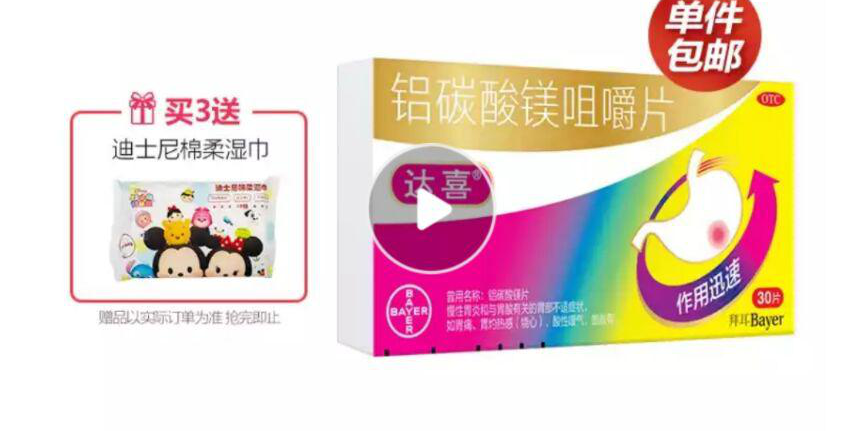 单件
包邮
买3送
迪士尼棉柔湿巾
迪士尼棉柔湿巾
赠品以实际订单为准 抢完即止
铝碳酸镁咀嚼片
OTC
达喜®
曾用名称:铝碳酸镁片
慢性胃炎和与胃酸有关的胃部不适症状,
如胃痛、胃灼热感(烧心)、酸性嗳气、饱胀等
BAYER
BAYER
作用迅速
30片
拜耳Bayer